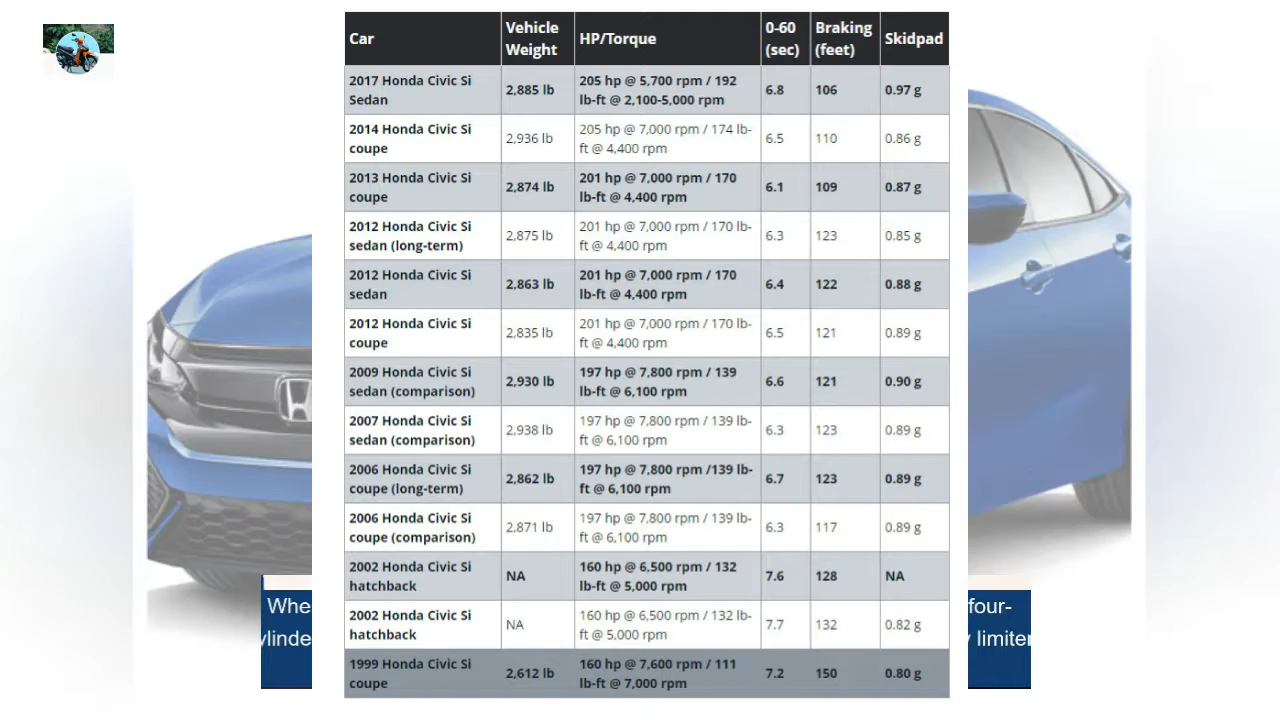 Car Vehicle Weight HP/Torque 0-60 (sec) Braking (feet) Skidpad
2017 Honda Civic Si Sedan 2,885 lb 205 hp @ 5,700 rpm / 192 lb-ft @ 2,100-5,000 rpm 6.8 106 0.97 g
2014 Honda Civic Si coupe 2,936 lb 205 hp @ 7,000 rpm / 174 lb-ft @ 4,400 rpm 6.5 110 0.86 g
2013 Honda Civic Si coupe 2,874 lb 201 hp @ 7,000 rpm / 170 lb-ft @ 4,400 rpm 6.1 109 0.87 g
2012 Honda Civic Si sedan (long-term) 2,875 lb 201 hp @ 7,000 rpm / 170 lb-ft @ 4,400 rpm 6.3 123 0.85 g
2012 Honda Civic Si sedan 2,863 lb 201 hp @ 7,000 rpm / 170 lb-ft @ 4,400 rpm 6.4 122 0.88 g
2012 Honda Civic Si coupe 2,835 lb 201 hp @ 7,000 rpm / 170 lb-ft @ 4,400 rpm 6.5 121 0.89 g
2009 Honda Civic Si sedan (comparison) 2,930 lb 197 hp @ 7,800 rpm / 139 lb-ft @ 6,100 rpm 6.6 121 0.90 g
2007 Honda Civic Si sedan (comparison) 2,938 lb 197 hp @ 7,800 rpm / 139 lb-ft @ 6,100 rpm 6.3 123 0.89 g
2006 Honda Civic Si coupe (long-term) 2,862 lb 197 hp @ 7,800 rpm /139 lb-ft @ 6,100 rpm 6.7 123 0.89 g
2006 Honda Civic Si coupe (comparison) 2,871 lb 197 hp @ 7,800 rpm / 139 lb-ft @ 6,100 rpm 6.3 117 0.89 g
2002 Honda Civic Si hatchback NA 160 hp @ 6,500 rpm / 132 lb-ft @ 5,000 rpm 7.6 128 NA
2002 Honda Civic Si hatchback NA 160 hp @ 6,500 rpm / 132 lb-ft @ 5,000 rpm 7.7 132 0.82 g
1999 Honda Civic Si coupe 2,612 lb 160 hp @ 7,600 rpm / 111 lb-ft @ 7,000 rpm 7.2 150 0.80 g
four-